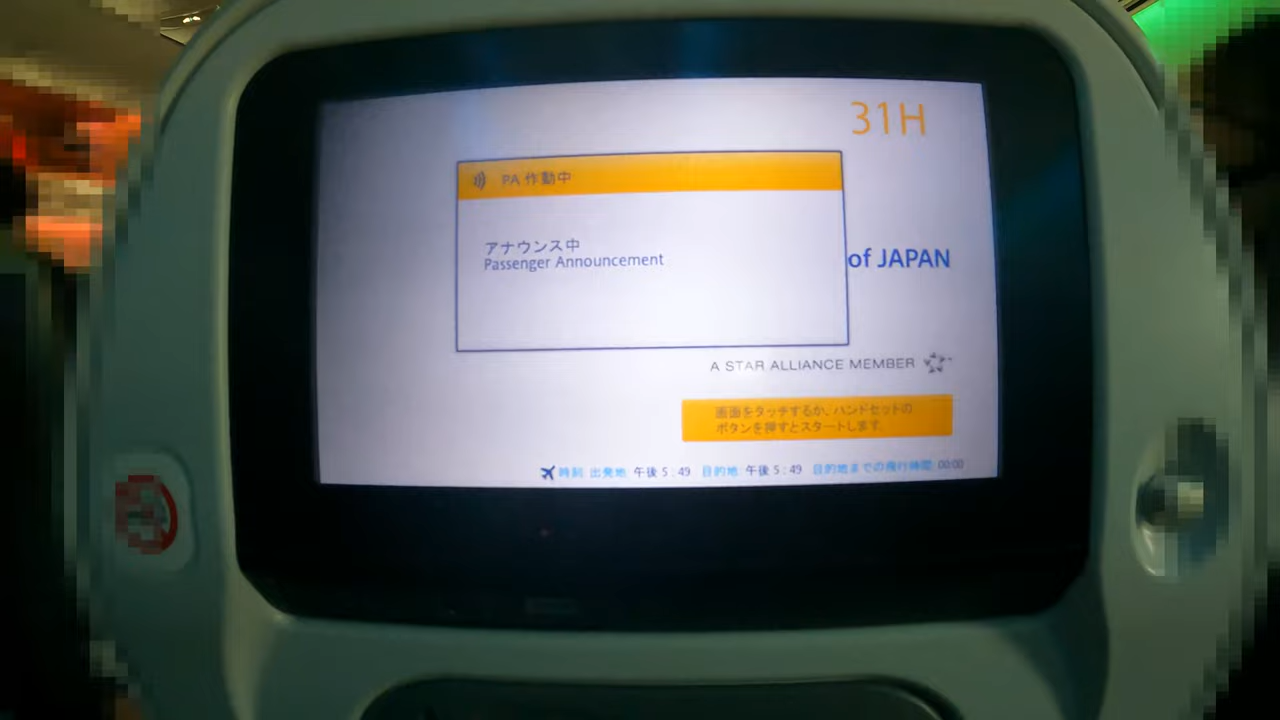 31H
PA 作動中
アナウンス中
Passenger Announcement
of JAPAN
A STAR ALLIANCE MEMBER
画面をタッチするか、ハンドセットの
ボタンを押すとスタートします。
時刻: 出発地: 午後 5 : 49 目的地: 午後 5 : 49 目的地までの飛行時間: 00:00